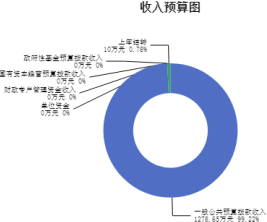 收入预算图
上年结转
10万元 0.78%
政府性基金预算拨款收入
0万元 0%
国有资本经营预算拨款收入
0万元 0%
财政专户管理资金收入
0万元 0%
单位资金
0万元 0%
一般公共预算拨款收入
1278.65万元 99.22%